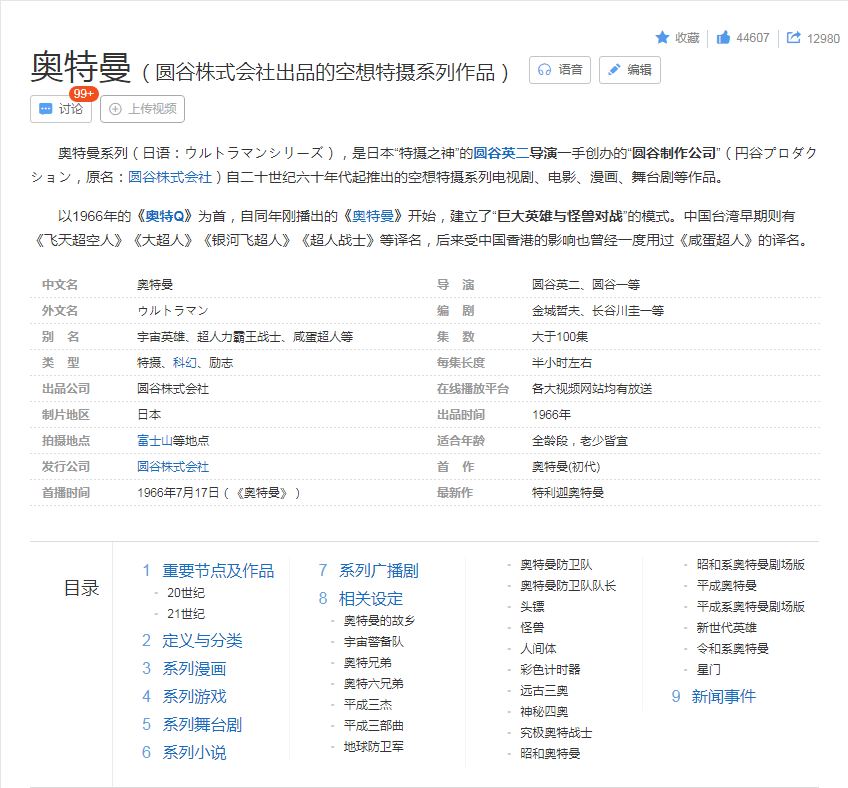 收藏 44607 12980
奥特曼（圆谷株式会社出品的空想特摄系列作品） 语音 编辑
99+
讨论 上传视频
奥特曼系列（日语：ウルトラマンシリーズ），是日本“特摄之神”的圆谷英二导演一手创办的“圆谷制作公司”（円谷プロダク
ション，原名：圆谷株式会社）自二十世纪六十年代起推出的空想特摄系列电视剧、电影、漫画、舞台剧等作品。
以1966年的《奥特Q》为首，自同年刚播出的《奥特曼》开始，建立了“巨大英雄与怪兽对战”的模式。中国台湾早期则有
《飞天超空人》《大超人》《银河飞超人》《超人战士》等译名，后来受中国香港的影响也曾经一度用过《咸蛋超人》的译名。
中文名 奥特曼 导 演 圆谷英二、圆谷一等
外文名 ウルトラマン 编 剧 金城哲夫、长谷川圭一等
别 名 宇宙英雄、超人力霸王战士、咸蛋超人等 集 数 大于100集
类 型 特摄、科幻、励志 每集长度 半小时左右
出品公司 圆谷株式会社 在线播放平台 各大视频网站均有放送
制片地区 日本 出品时间 1966年
拍摄地点 富士山等地点 适合年龄 全龄段，老少皆宜
发行公司 圆谷株式会社 首 作 奥特曼(初代)
首播时间 1966年7月17日（《奥特曼》） 最新作 特利迦奥特曼
目录
1 重要节点及作品
- 20世纪
- 21世纪
2 定义与分类
3 系列漫画
4 系列游戏
5 系列舞台剧
6 系列小说
7 系列广播剧
8 相关设定
- 奥特曼的故乡
- 宇宙警备队
- 奥特兄弟
- 奥特六兄弟
- 平成三杰
- 平成三部曲
- 地球防卫军
- 奥特曼防卫队
- 奥特曼防卫队队长
- 头镖
- 怪兽
- 人间体
- 彩色计时器
- 远古三奥
- 神秘四奥
- 究极奥特战士
- 昭和奥特曼
- 昭和系奥特曼剧场版
- 平成奥特曼
- 平成系奥特曼剧场版
- 新世代英雄
- 令和系奥特曼
- 星门
9 新闻事件